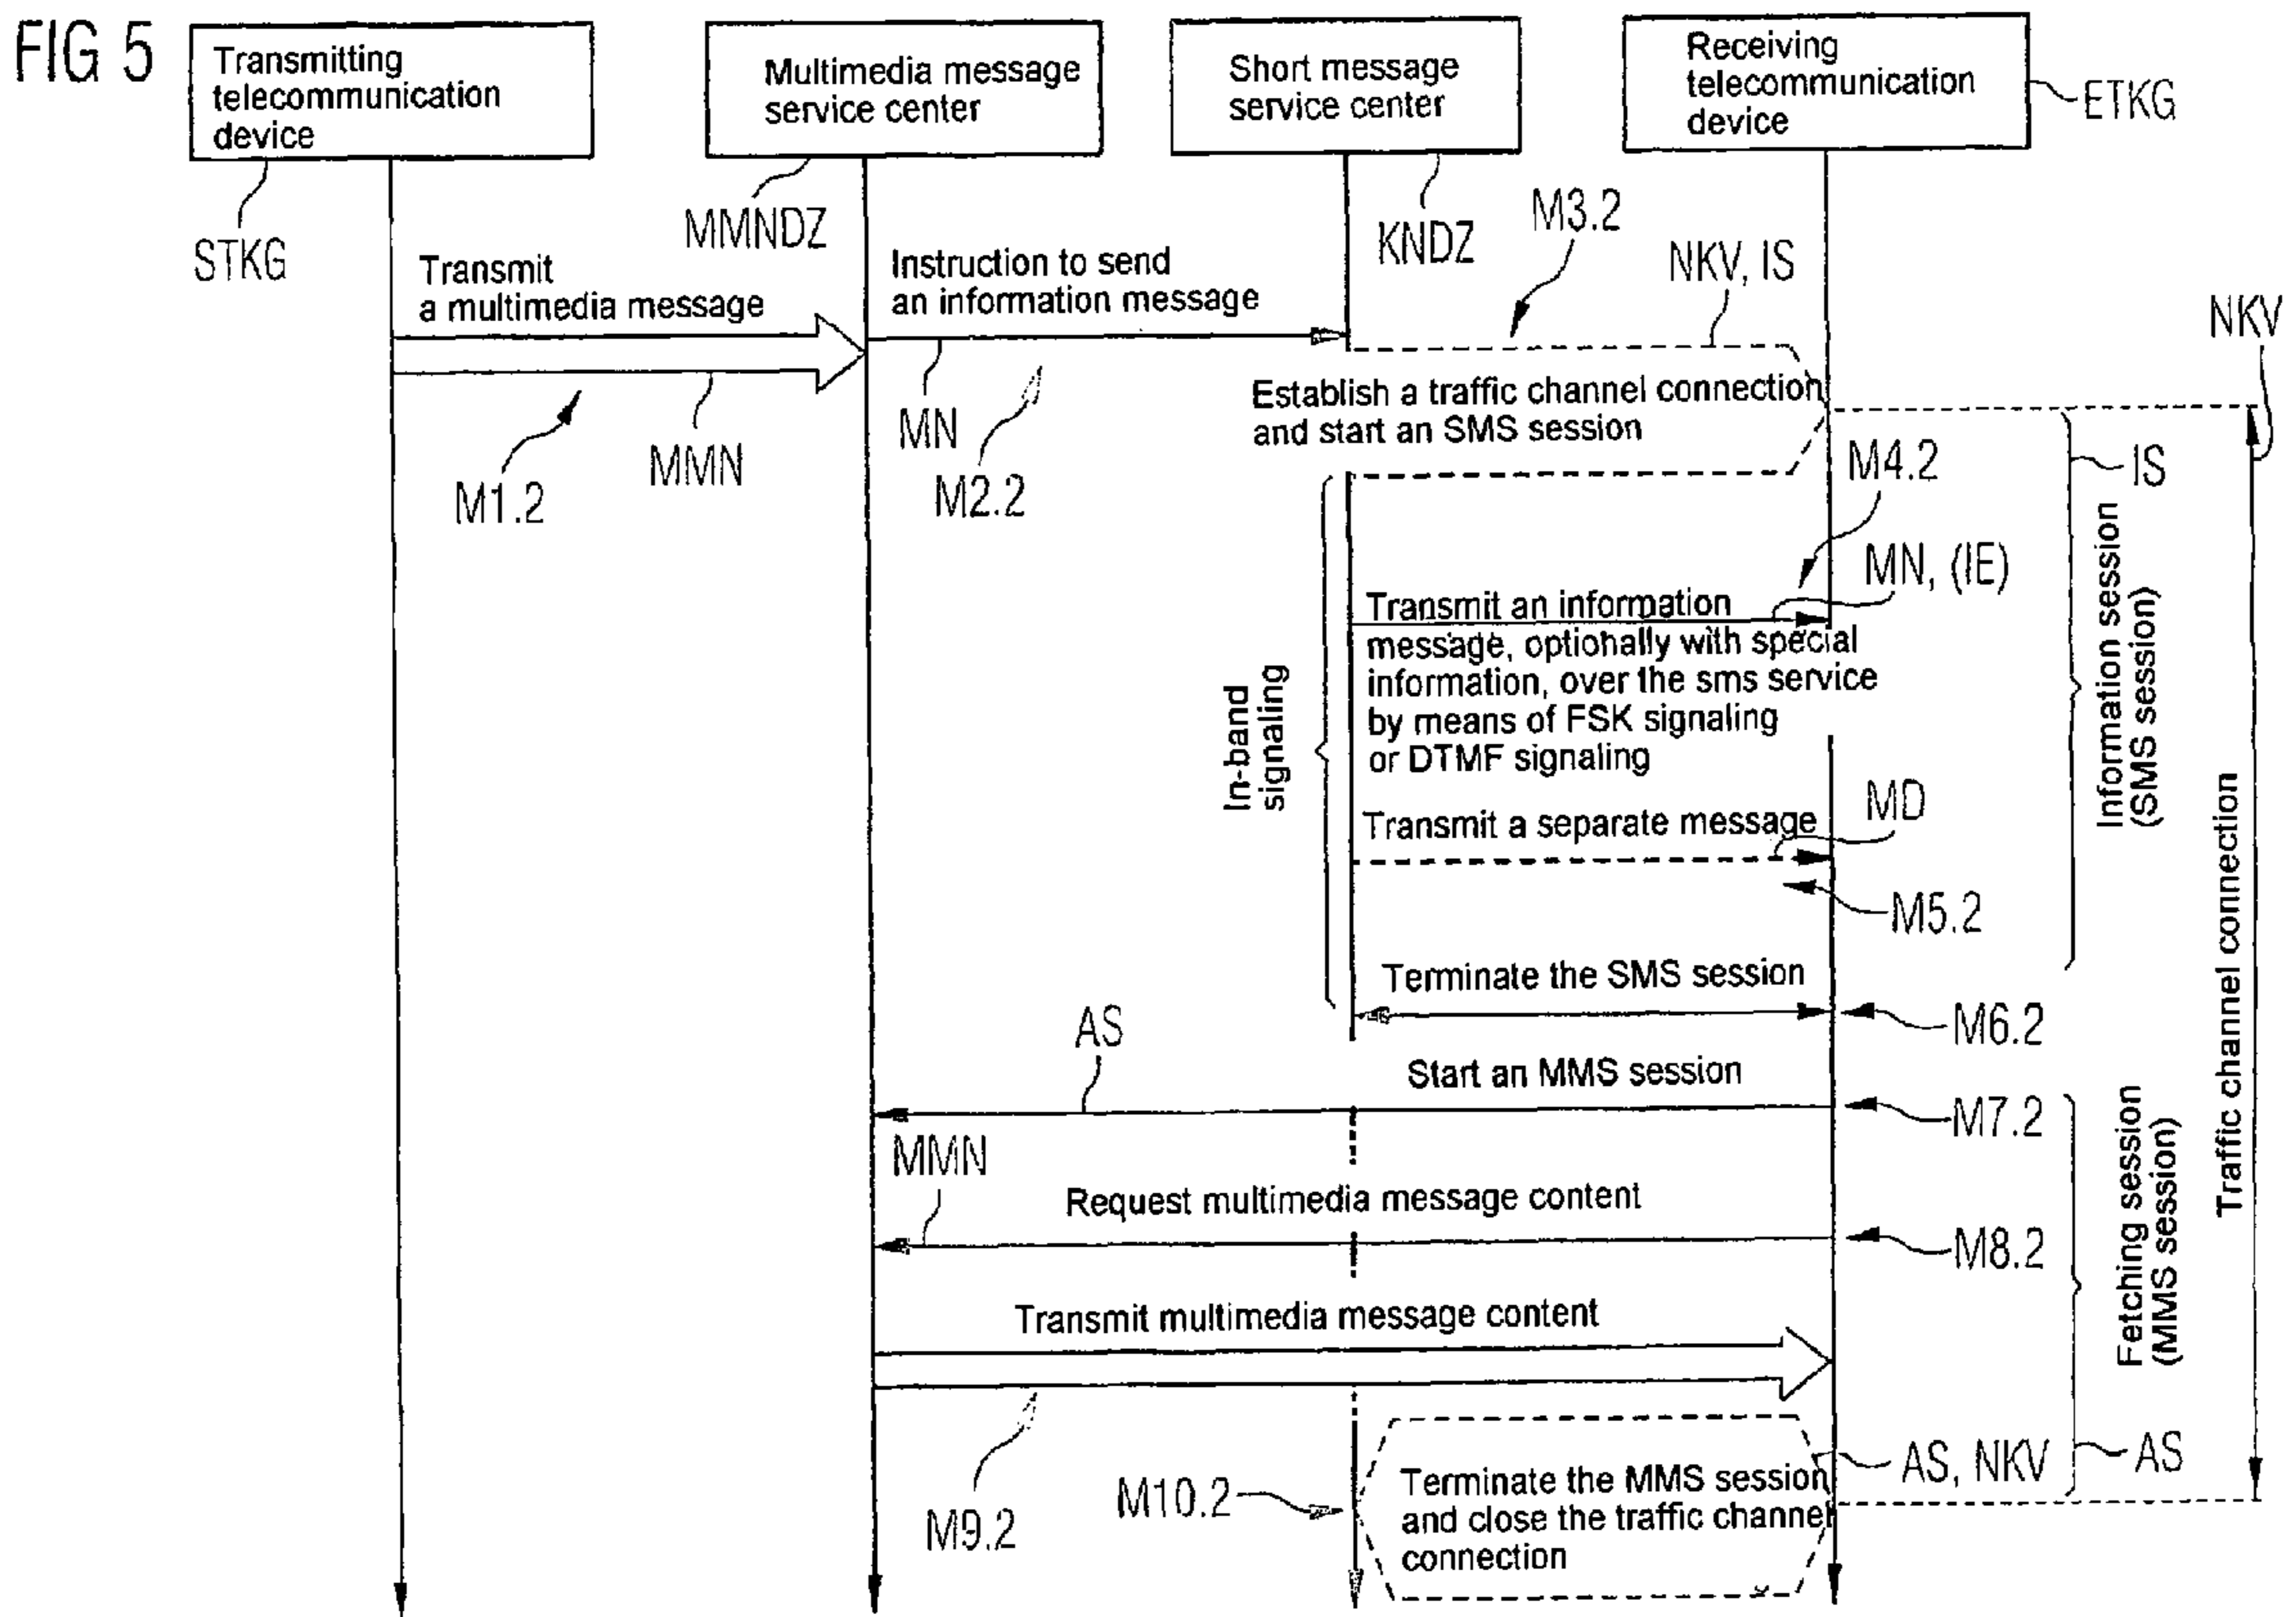 FIG 5
Transmitting
telecommunication
device
Multimedia message
service center
Short message
service center
Receiving
telecommunication
device
ETKG
STKG
MMNDZ
KNDZ
M3.2
NKV, IS
NKV
Transmit
a multimedia message
Instruction to send
an information message
MMN
M1.2
MN
M2.2
Establish a traffic channel connection
and start an SMS session
IS
M4.2
MN, (IE)
Transmit an information
message, optionally with special
information, over the sms service
by means of FSK signaling
or DTMF signaling
In-band
signaling
Information session
(SMS session)
MD
Transmit a separate message
M5.2
Terminate the SMS session
M6.2
AS
Start an MMS session
M7.2
Traffic channel connection
MMN
Request multimedia message content
M8.2
Fetching session
(MMS session)
Transmit multimedia message content
M9.2
M10.2
Terminate the MMS session
and close the traffic channel
connection
AS, NKV
AS